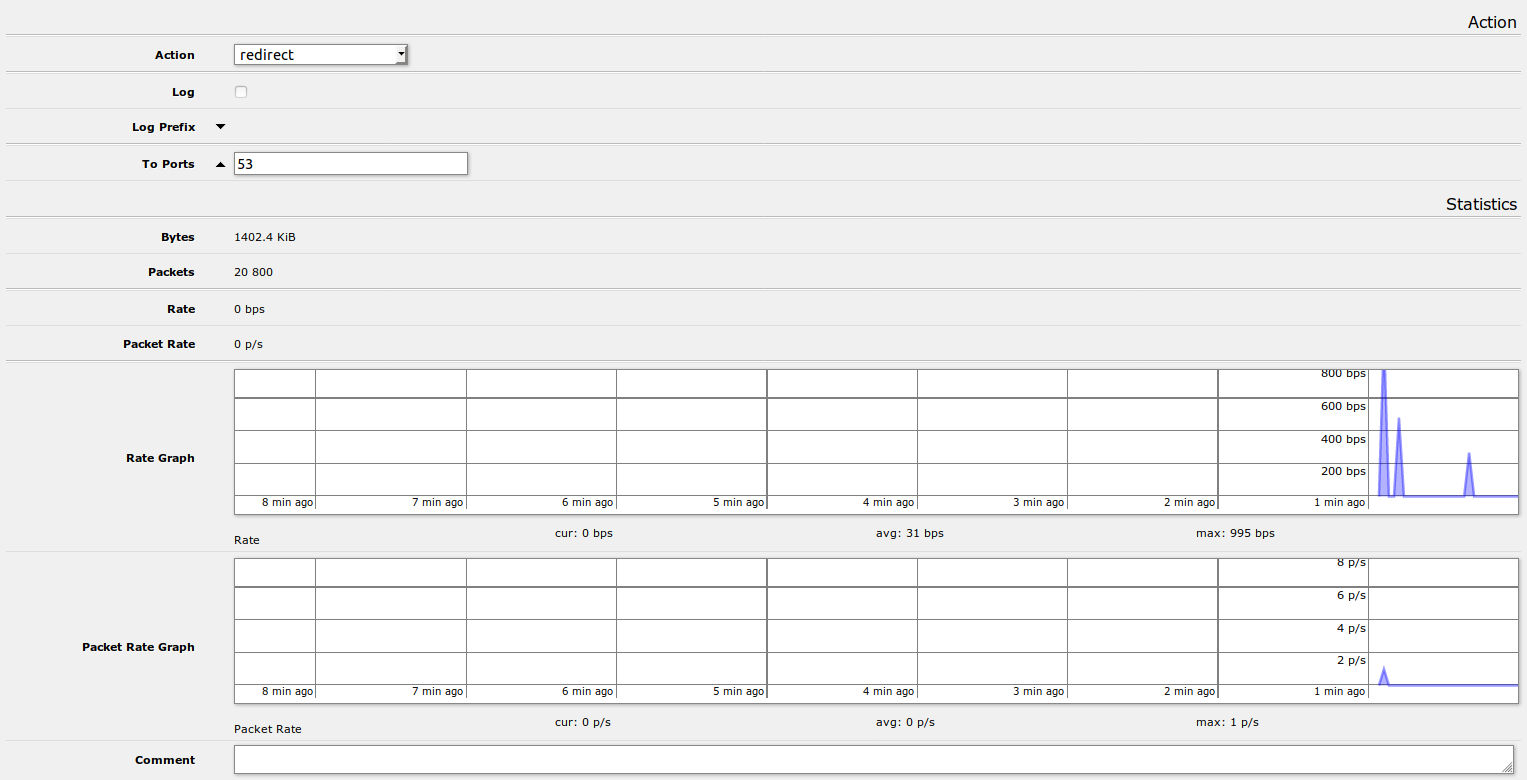 Action
Action redirect
Log
Log Prefix
To Ports 53
Statistics
Bytes 1402.4 KiB
Packets 20 800
Rate 0 bps
Packet Rate 0 p/s
Rate Graph
800 bps
600 bps
400 bps
200 bps
8 min ago 7 min ago 6 min ago 5 min ago 4 min ago 3 min ago 2 min ago 1 min ago
Rate cur: 0 bps avg: 31 bps max: 995 bps
Packet Rate Graph
8 p/s
6 p/s
4 p/s
2 p/s
8 min ago 7 min ago 6 min ago 5 min ago 4 min ago 3 min ago 2 min ago 1 min ago
Packet Rate cur: 0 p/s avg: 0 p/s max: 1 p/s
Comment